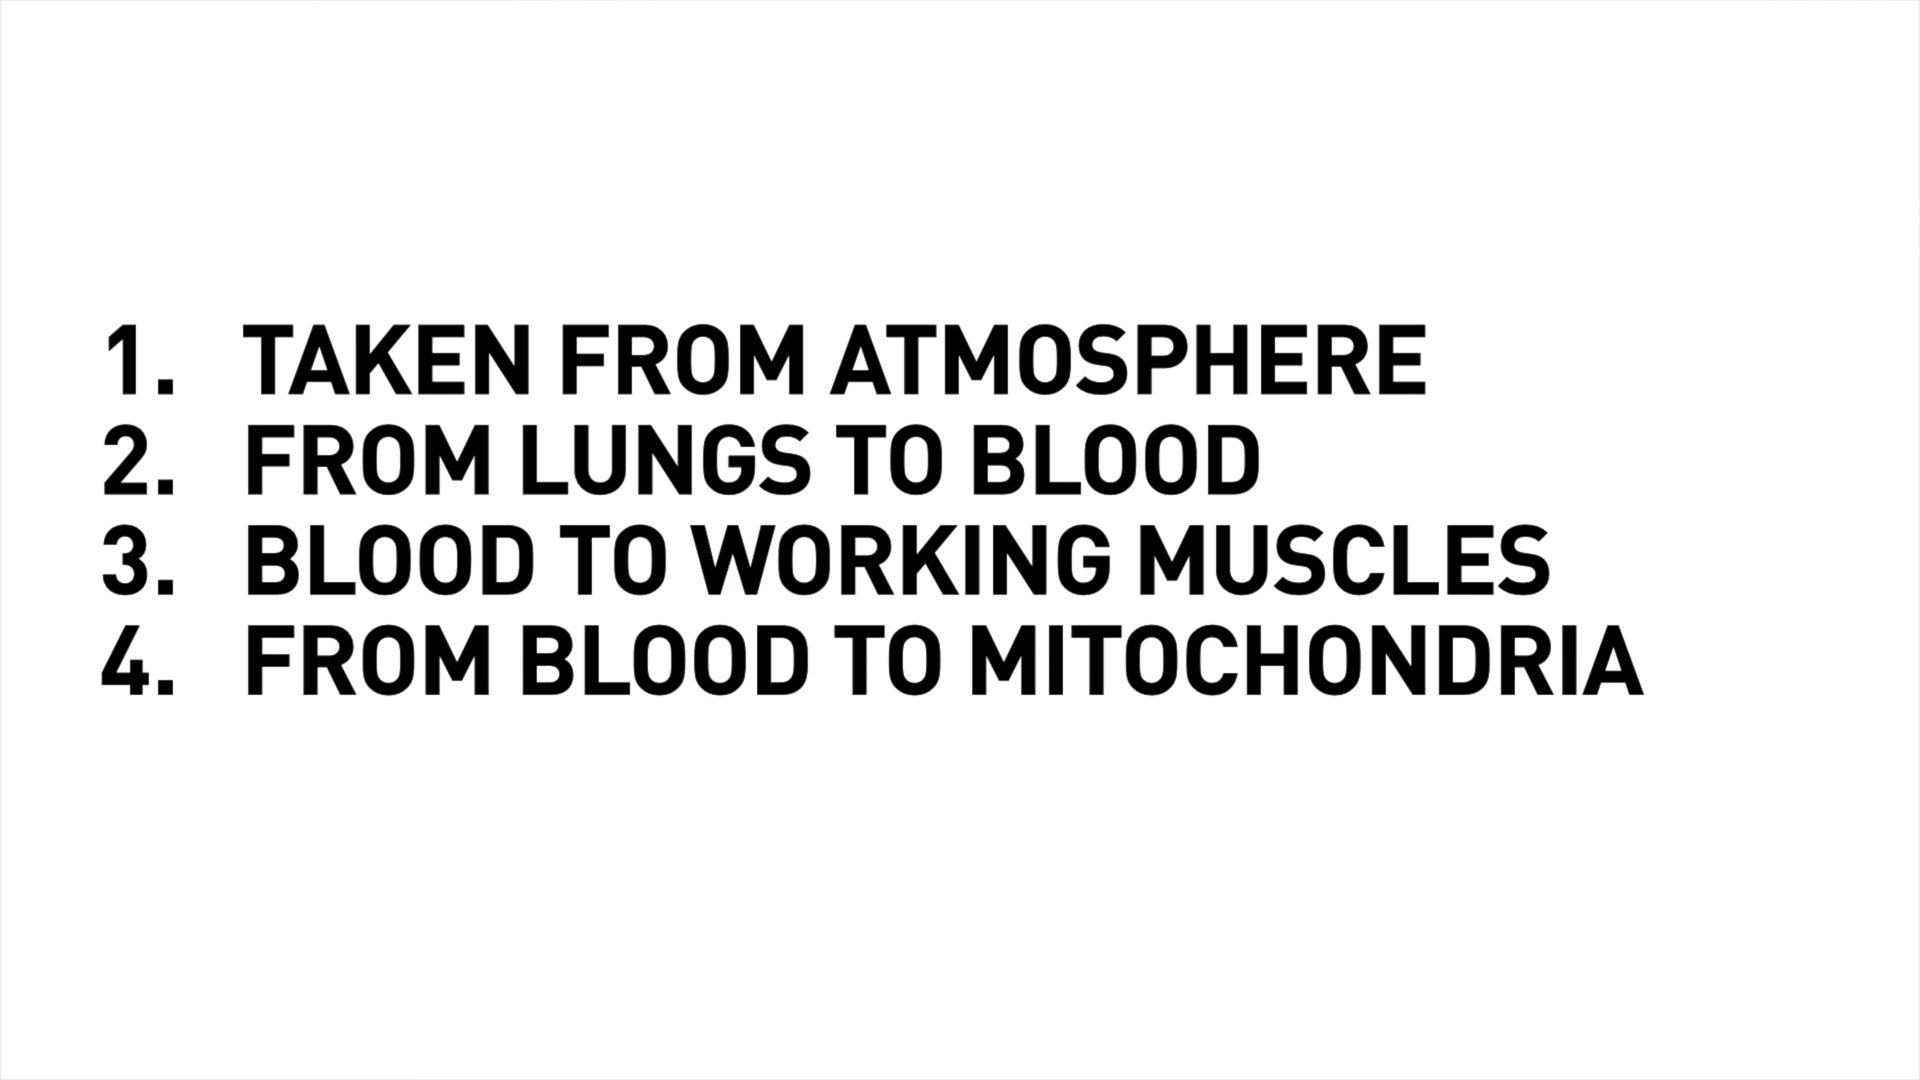 1. TAKEN FROM ATMOSPHERE
2. FROM LUNGS TO BLOOD
3. BLOOD TO WORKING MUSCLES
4. FROM BLOOD TO MITOCHONDRIA